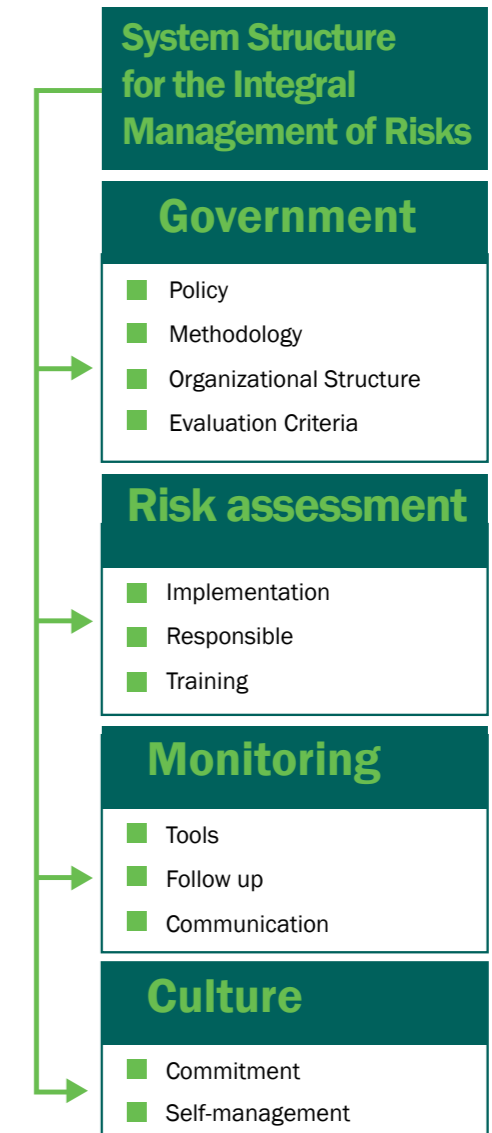 System Structure
for the Integral
Management of Risks
Government
Policy
Methodology
Organizational Structure
Evaluation Criteria
Risk assessment
Implementation
Responsible
Training
Monitoring
Tools
Follow up
Communication
Culture
Commitment
Self-management